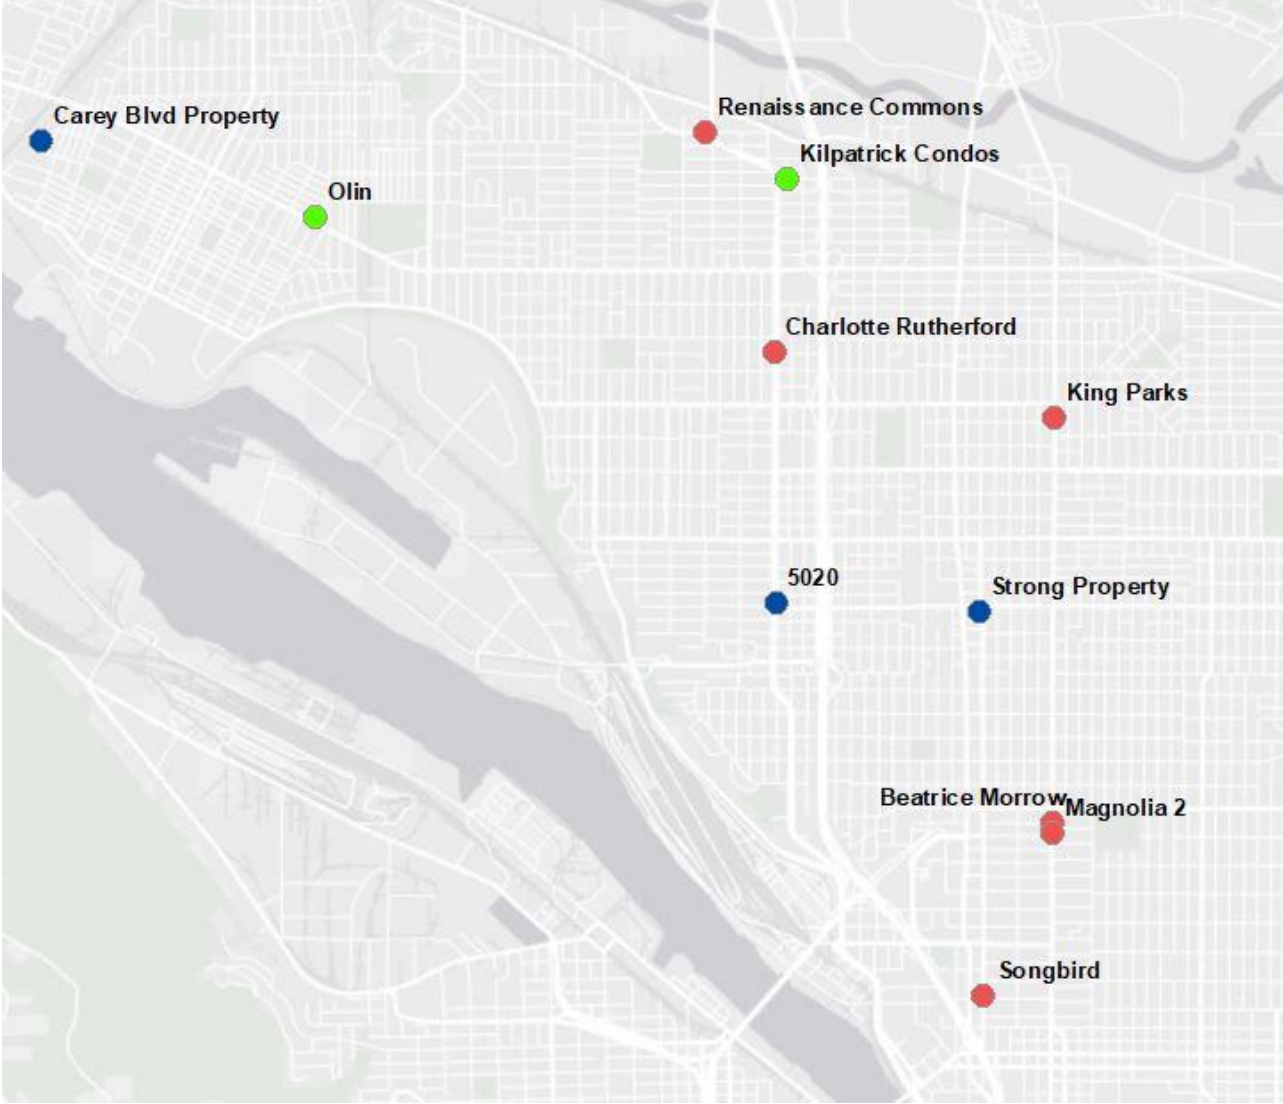 Renaissance Commons
Carey Blvd Property
Kilpatrick Condos
Olin
Charlotte Rutherford
King Parks
5020
Strong Property
Beatrice Morrow
Magnolia 2
Songbird